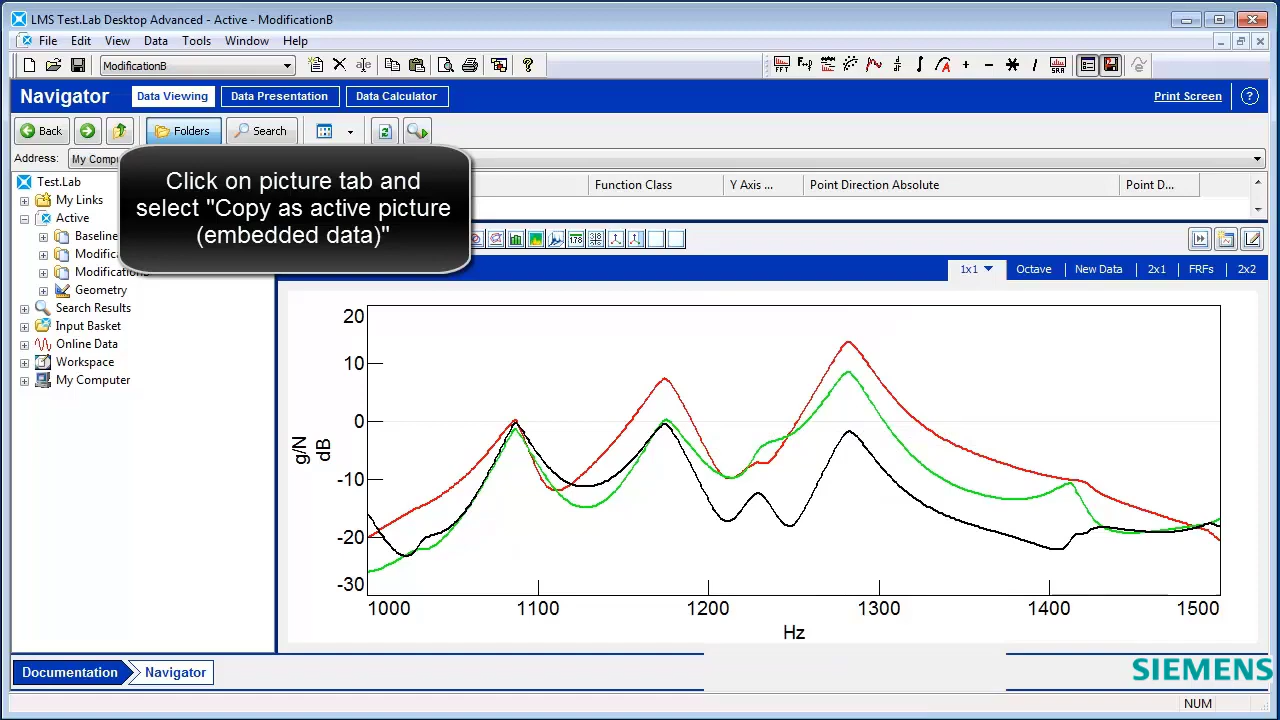 LMS Test.Lab Desktop Advanced - Active - ModificationB
File Edit View Data Tools Window Help
ModificationB
Navigator Data Viewing Data Presentation Data Calculator Print Screen
Back Folders Search
Address:
Function Class Y Axis ... Point Direction Absolute Point D...
Click on picture tab and
select "Copy as active picture
(embedded data)"
Test.Lab
My Links
Active
Baseline
Geometry
Search Results
Input Basket
Online Data
Workspace
My Computer
1x1 Octave New Data 2x1 FRFs 2x2
20
10
0
-10
-20
-30
g/N
dB
1000 1100 1200 1300 1400 1500
Hz
Documentation Navigator
SIEMENS
NUM